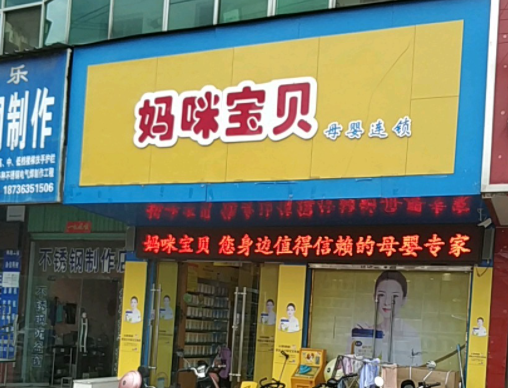 乐
制作
18736351506
妈咪宝贝
母婴连锁
妈咪宝贝 您身边值得信赖的母婴专家
不锈钢制作店